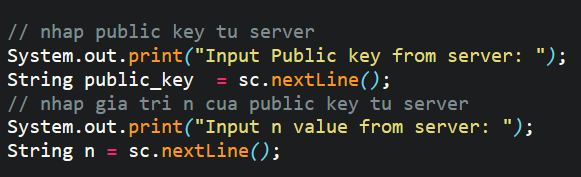 // nhap public key tu server
System.out.print("Input Public key from server: ");
String public_key  = sc.nextLine();
// nhap gia tri n cua public key tu server
System.out.print("Input n value from server: ");
String n = sc.nextLine();